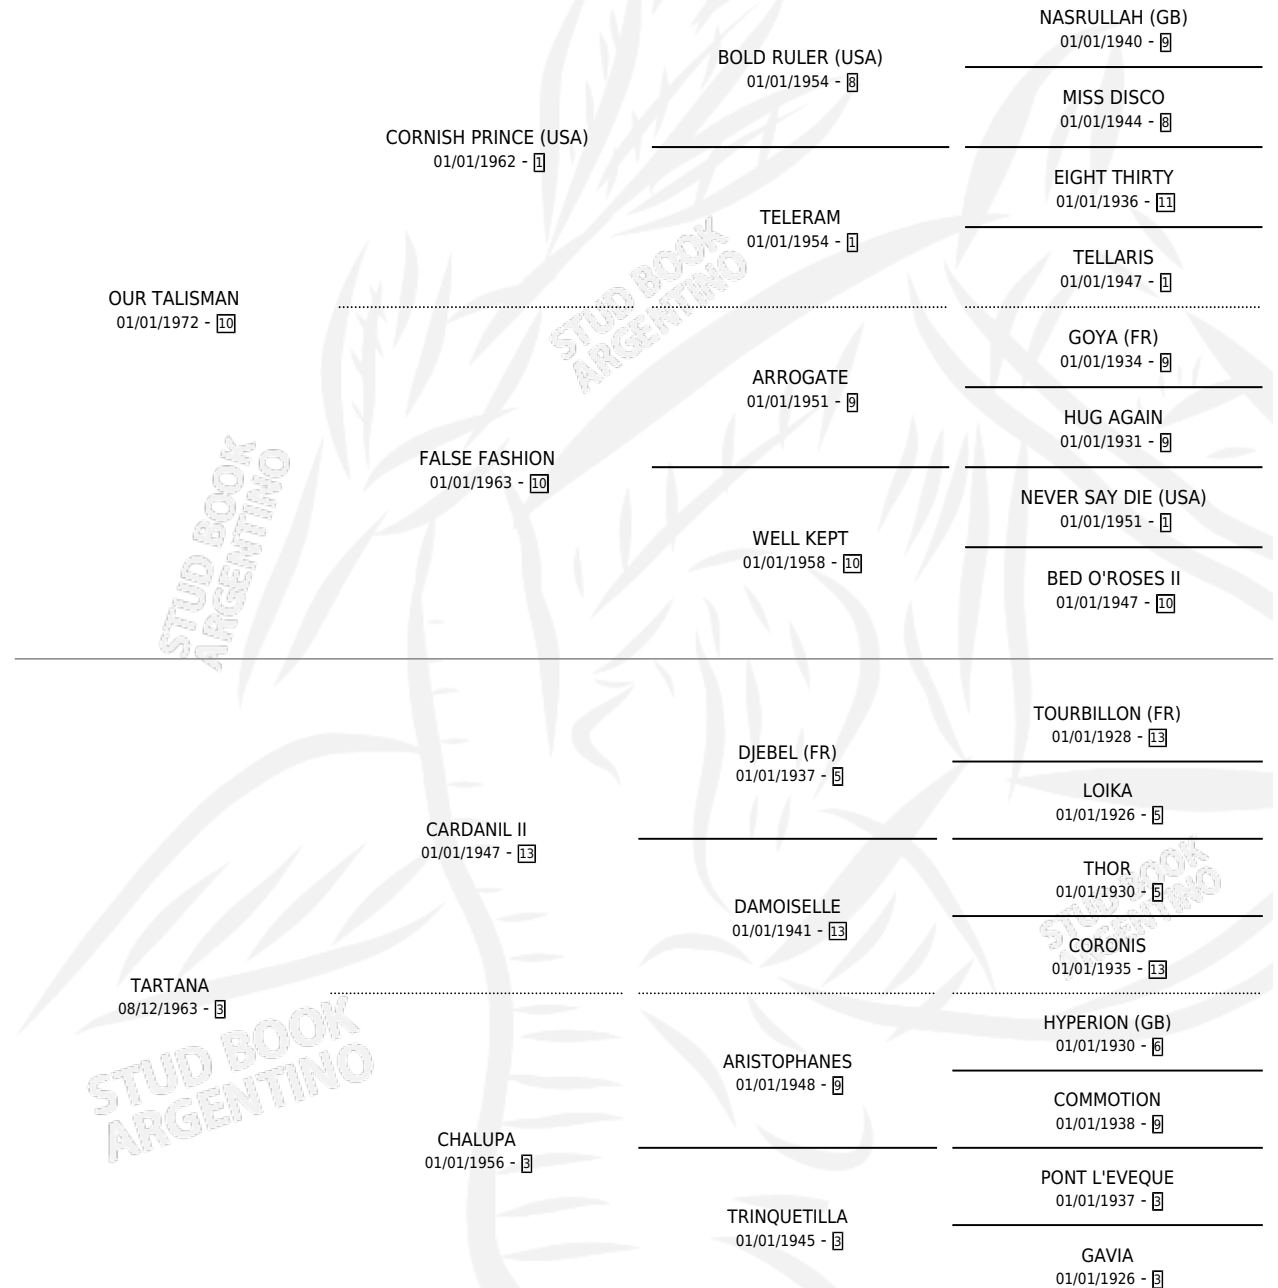 NASRULLAH (GB)
01/01/1940 - 9
BOLD RULER (USA)
01/01/1954 - 8
MISS DISCO
01/01/1944 - 8
CORNISH PRINCE (USA)
01/01/1962 - 1
EIGHT THIRTY
01/01/1936 - 11
TELERAM
01/01/1954 - 1
TELLARIS
01/01/1947 - 1
OUR TALISMAN
01/01/1972 - 10
GOYA (FR)
01/01/1934 - 9
ARROGATE
01/01/1951 - 9
HUG AGAIN
01/01/1931 - 9
FALSE FASHION
01/01/1963 - 10
NEVER SAY DIE (USA)
01/01/1951 - 1
WELL KEPT
01/01/1958 - 10
BED O'ROSES II
01/01/1947 - 10
TOURBILLON (FR)
01/01/1928 - 13
DJEBEL (FR)
01/01/1937 - 5
LOIKA
01/01/1926 - 5
CARDANIL II
01/01/1947 - 13
THOR
01/01/1930 - 5
DAMOISELLE
01/01/1941 - 13
CORONIS
01/01/1935 - 13
TARTANA
08/12/1963 - 3
HYPERION (GB)
01/01/1930 - 6
ARISTOPHANES
01/01/1948 - 9
COMMOTION
01/01/1938 - 9
CHALUPA
01/01/1956 - 3
PONT L'EVEQUE
01/01/1937 - 3
TRINQUETILLA
01/01/1945 - 3
GAVIA
01/01/1926 - 3
STUD BOOK
ARGENTINO
STUD BOOK
ARGENTINO
STUD BOOK
ARGENTINO
STUD BOOK
ARGENTINO